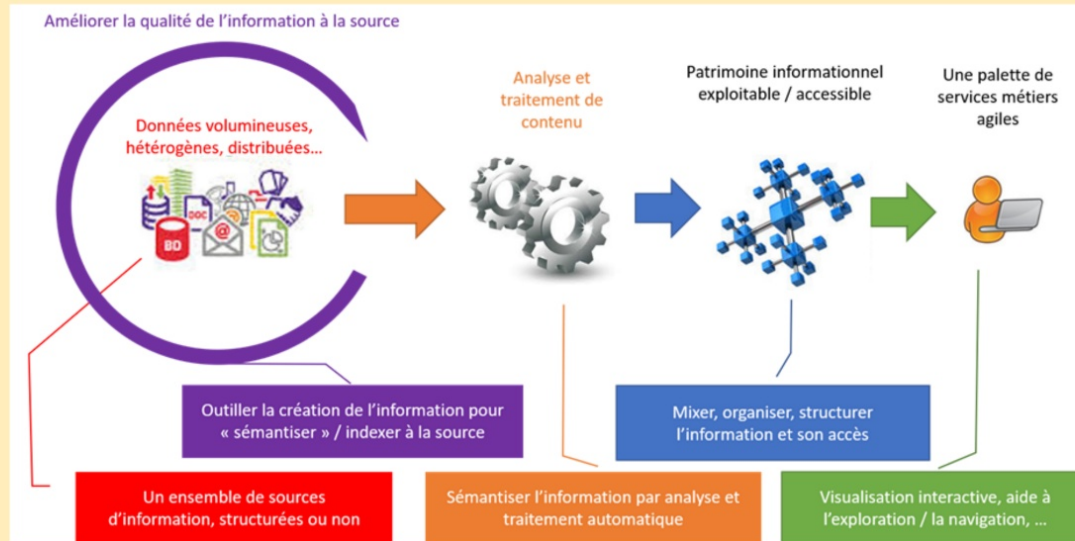 Améliorer la qualité de l’information à la source
Données volumineuses,
hétérogènes, distribuées…
DOC
@
BD
Analyse et
traitement de
contenu
Patrimoine informationnel
exploitable / accessible
Une palette de
services métiers
agiles
Outiller la création de l’information pour
« sémantiser » / indexer à la source
Mixer, organiser, structurer
l’information et son accès
Un ensemble de sources
d’information, structurées ou non
Sémantiser l’information par analyse et
traitement automatique
Visualisation interactive, aide à
l’exploration / la navigation, …